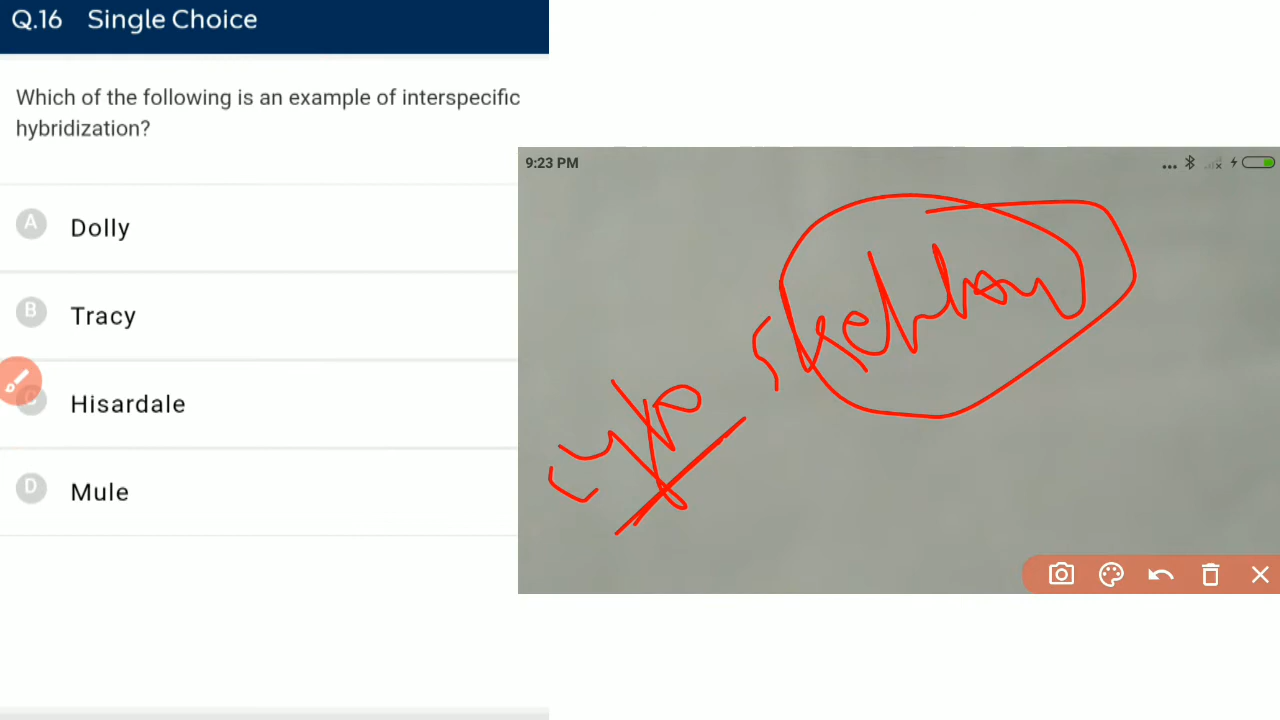 Q.16 Single Choice
Which of the following is an example of interspecific
hybridization?
A Dolly
B Tracy
C Hisardale
D Mule
9:23 PM